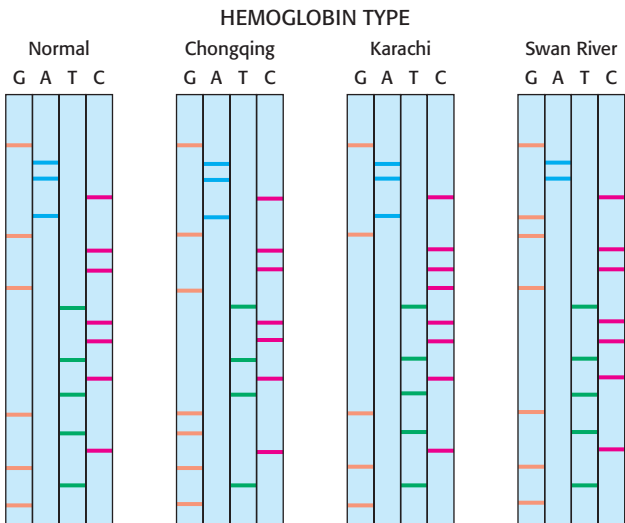 HEMOGLOBIN TYPE
Normal Chongqing Karachi Swan River
G A T C G A T C G A T C G A T C